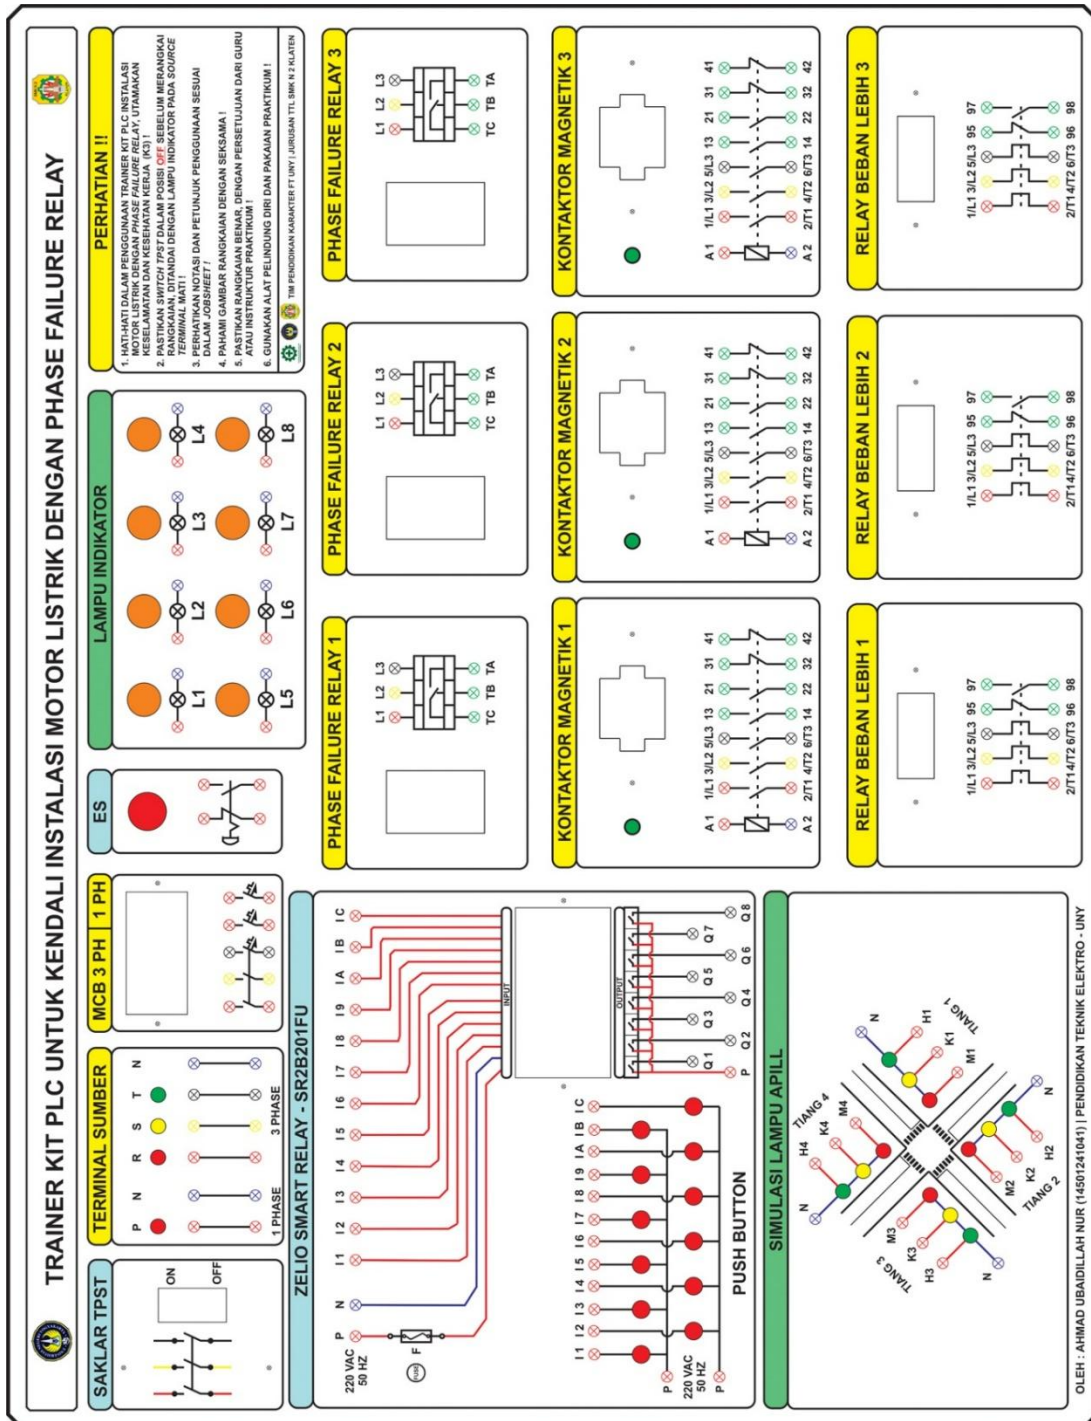 TRAINER KIT PLC UNTUK KENDALI INSTALASI MOTOR LISTRIK DENGAN PHASE FAILURE RELAY
SAKLAR TPST
ON
OFF
TERMINAL SUMBER
P N R S T N
1 PHASE 3 PHASE
MCB 3 PH 1 PH
ES
LAMPU INDIKATOR
L1 L2 L3 L4
L5 L6 L7 L8
PERHATIAN !!
1. HATI-HATI DALAM PENGGUNAAN TRAINER KIT PLC INSTALASI
MOTOR LISTRIK DENGAN PHASE FAILURE RELAY, UTAMAKAN
KESELAMATAN DAN KESEHATAN KERJA (K3) !
2. PASTIKAN SWITCH TPST DALAM POSISI OFF SEBELUM MERANGKAI
RANGKAIAN, DITANDAI DENGAN LAMPU INDIKATOR PADA SOURCE
TERMINAL MATI !
3. PERHATIKAN NOTASI DAN PETUNJUK PENGGUNAAN SESUAI
DALAM JOBSHEET !
4. PAHAMI GAMBAR RANGKAIAN DENGAN SEKSAMA !
5. PASTIKAN RANGKAIAN BENAR, DENGAN PERSETUJUAN DARI GURU
ATAU INSTRUKTUR PRAKTIKUM !
6. GUNAKAN ALAT PELINDUNG DIRI DAN PAKAIAN PRAKTIKUM !
TIM PENDIDIKAN KARAKTER FT UNY | JURUSAN TTL SMK N 2 KLATEN
ZELIO SMART RELAY - SR2B201FU
220 VAC
50 HZ
P N I1 I2 I3 I4 I5 I6 I7 I8 I9 IA IB IC
FUSE
F
INPUT
OUTPUT
P Q1 Q2 Q3 Q4 Q5 Q6 Q7 Q8
I1 I2 I3 I4 I5 I6 I7 I8 I9 IA IB IC
P
220 VAC
50 HZ
P
PUSH BUTTON
PHASE FAILURE RELAY 1
L1 L2 L3
TC TB TA
PHASE FAILURE RELAY 2
L1 L2 L3
TC TB TA
PHASE FAILURE RELAY 3
L1 L2 L3
TC TB TA
KONTAKTOR MAGNETIK 1
A 1 1/L1 3/L2 5/L3 13 21 31 41
A 2 2/T1 4/T2 6/T3 14 22 32 42
KONTAKTOR MAGNETIK 2
A 1 1/L1 3/L2 5/L3 13 21 31 41
A 2 2/T1 4/T2 6/T3 14 22 32 42
KONTAKTOR MAGNETIK 3
A 1 1/L1 3/L2 5/L3 13 21 31 41
A 2 2/T1 4/T2 6/T3 14 22 32 42
SIMULASI LAMPU APILL
TIANG 4
N H4 K4 M4
TIANG 1
N H1 K1 M1
TIANG 3
M3 K3 H3 N
TIANG 2
M2 K2 H2 N
RELAY BEBAN LEBIH 1
1/L1 3/L2 5/L3 95 97
2/T1 4/T2 6/T3 96 98
RELAY BEBAN LEBIH 2
1/L1 3/L2 5/L3 95 97
2/T1 4/T2 6/T3 96 98
RELAY BEBAN LEBIH 3
1/L1 3/L2 5/L3 95 97
2/T1 4/T2 6/T3 96 98
OLEH : AHMAD UBAIDILLAH NUR (14501241041) | PENDIDIKAN TEKNIK ELEKTRO - UNY